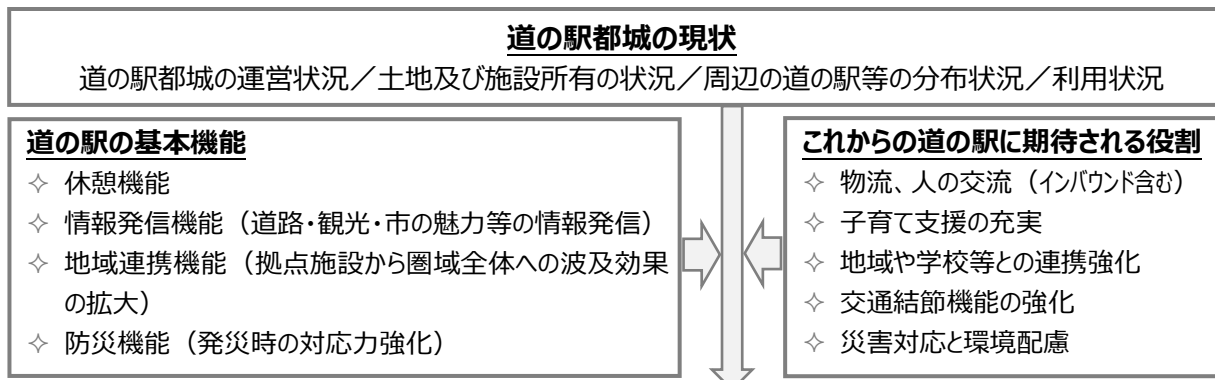 道の駅都城の現状
道の駅都城の運営状況／土地及び施設所有の状況／周辺の道の駅等の分布状況／利用状況
道の駅の基本機能
✧ 休憩機能
✧ 情報発信機能（道路・観光・市の魅力等の情報発信）
✧ 地域連携機能（拠点施設から圏域全体への波及効果
の拡大）
✧ 防災機能（発災時の対応力強化）
これからの道の駅に期待される役割
✧ 物流、人の交流（インバウンド含む）
✧ 子育て支援の充実
✧ 地域や学校等との連携強化
✧ 交通結節機能の強化
✧ 災害対応と環境配慮